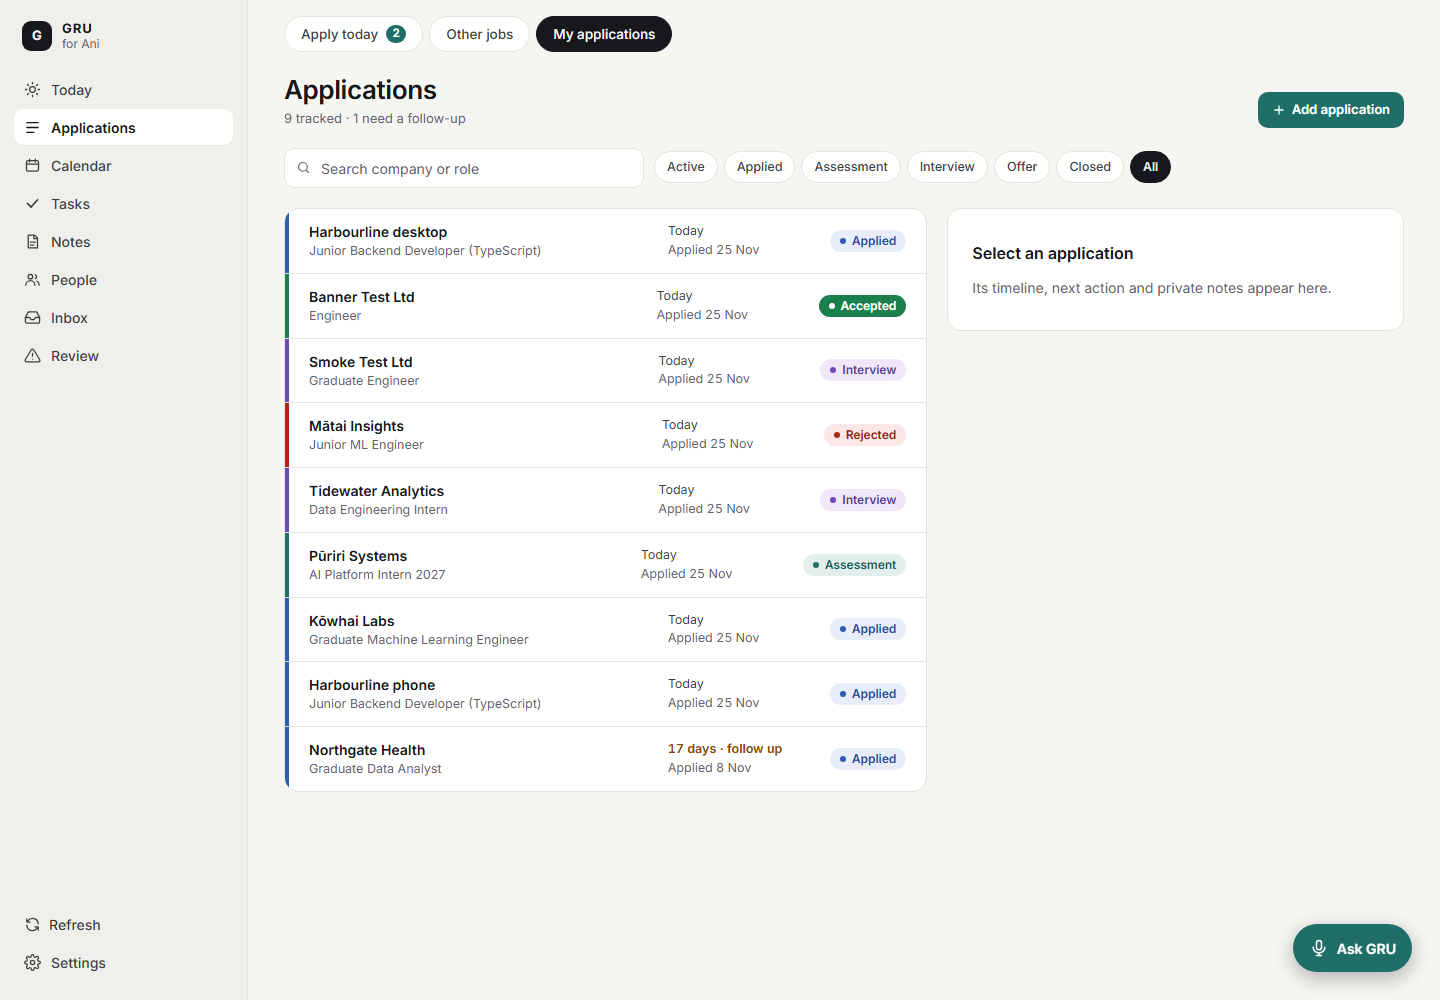 G
GRU
for Ani
Today
Applications
Calendar
Tasks
Notes
People
Inbox
Review
Refresh
Settings
Apply today 2
Other jobs
My applications
Applications
9 tracked · 1 need a follow-up
+ Add application
Search company or role
Active
Applied
Assessment
Interview
Offer
Closed
All
Harbourline desktop
Junior Backend Developer (TypeScript)
Today
Applied 25 Nov
Applied
Banner Test Ltd
Engineer
Today
Applied 25 Nov
Accepted
Smoke Test Ltd
Graduate Engineer
Today
Applied 25 Nov
Interview
Mātai Insights
Junior ML Engineer
Today
Applied 25 Nov
Rejected
Tidewater Analytics
Data Engineering Intern
Today
Applied 25 Nov
Interview
Pūriri Systems
AI Platform Intern 2027
Today
Applied 25 Nov
Assessment
Kōwhai Labs
Graduate Machine Learning Engineer
Today
Applied 25 Nov
Applied
Harbourline phone
Junior Backend Developer (TypeScript)
Today
Applied 25 Nov
Applied
Northgate Health
Graduate Data Analyst
17 days · follow up
Applied 8 Nov
Applied
Select an application
Its timeline, next action and private notes appear here.
Ask GRU